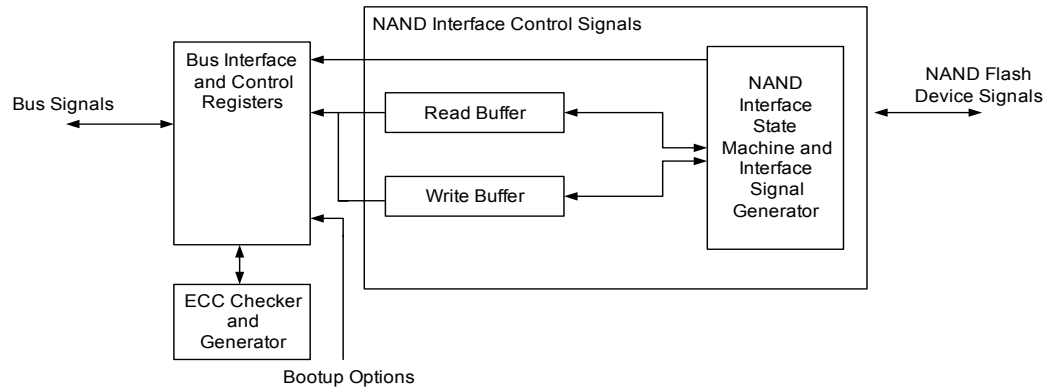 NAND Interface Control Signals
Bus Interface
and Control
Registers
Bus Signals
Read Buffer
Write Buffer
NAND
Interface
State
Machine and
Interface
Signal
Generator
NAND Flash
Device Signals
ECC Checker
and
Generator
Bootup Options